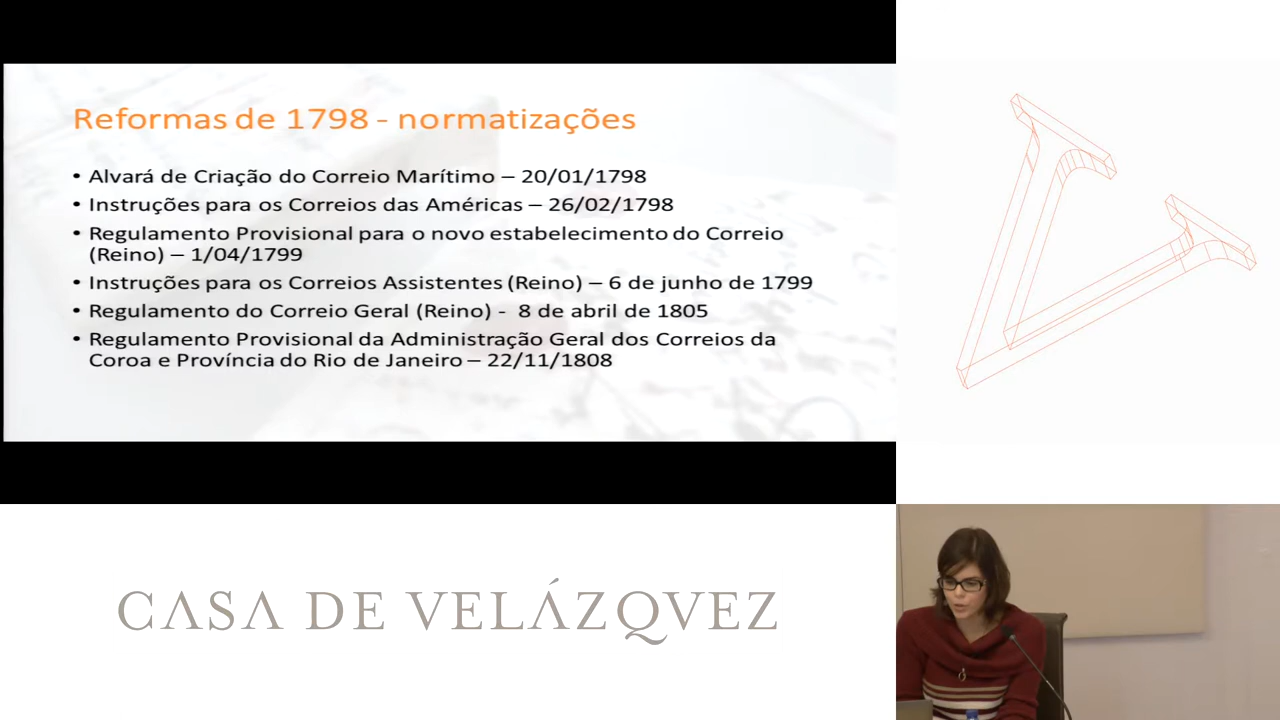 Reformas de 1798 - normatizações
• Alvará de Criação do Correio Marítimo – 20/01/1798
• Instruções para os Correios das Américas – 26/02/1798
• Regulamento Provisional para o novo estabelecimento do Correio
(Reino) – 1/04/1799
• Instruções para os Correios Assistentes (Reino) – 6 de junho de 1799
• Regulamento do Correio Geral (Reino) - 8 de abril de 1805
• Regulamento Provisional da Administração Geral dos Correios da
Coroa e Província do Rio de Janeiro – 22/11/1808
CASA DE VELÁZQVEZ